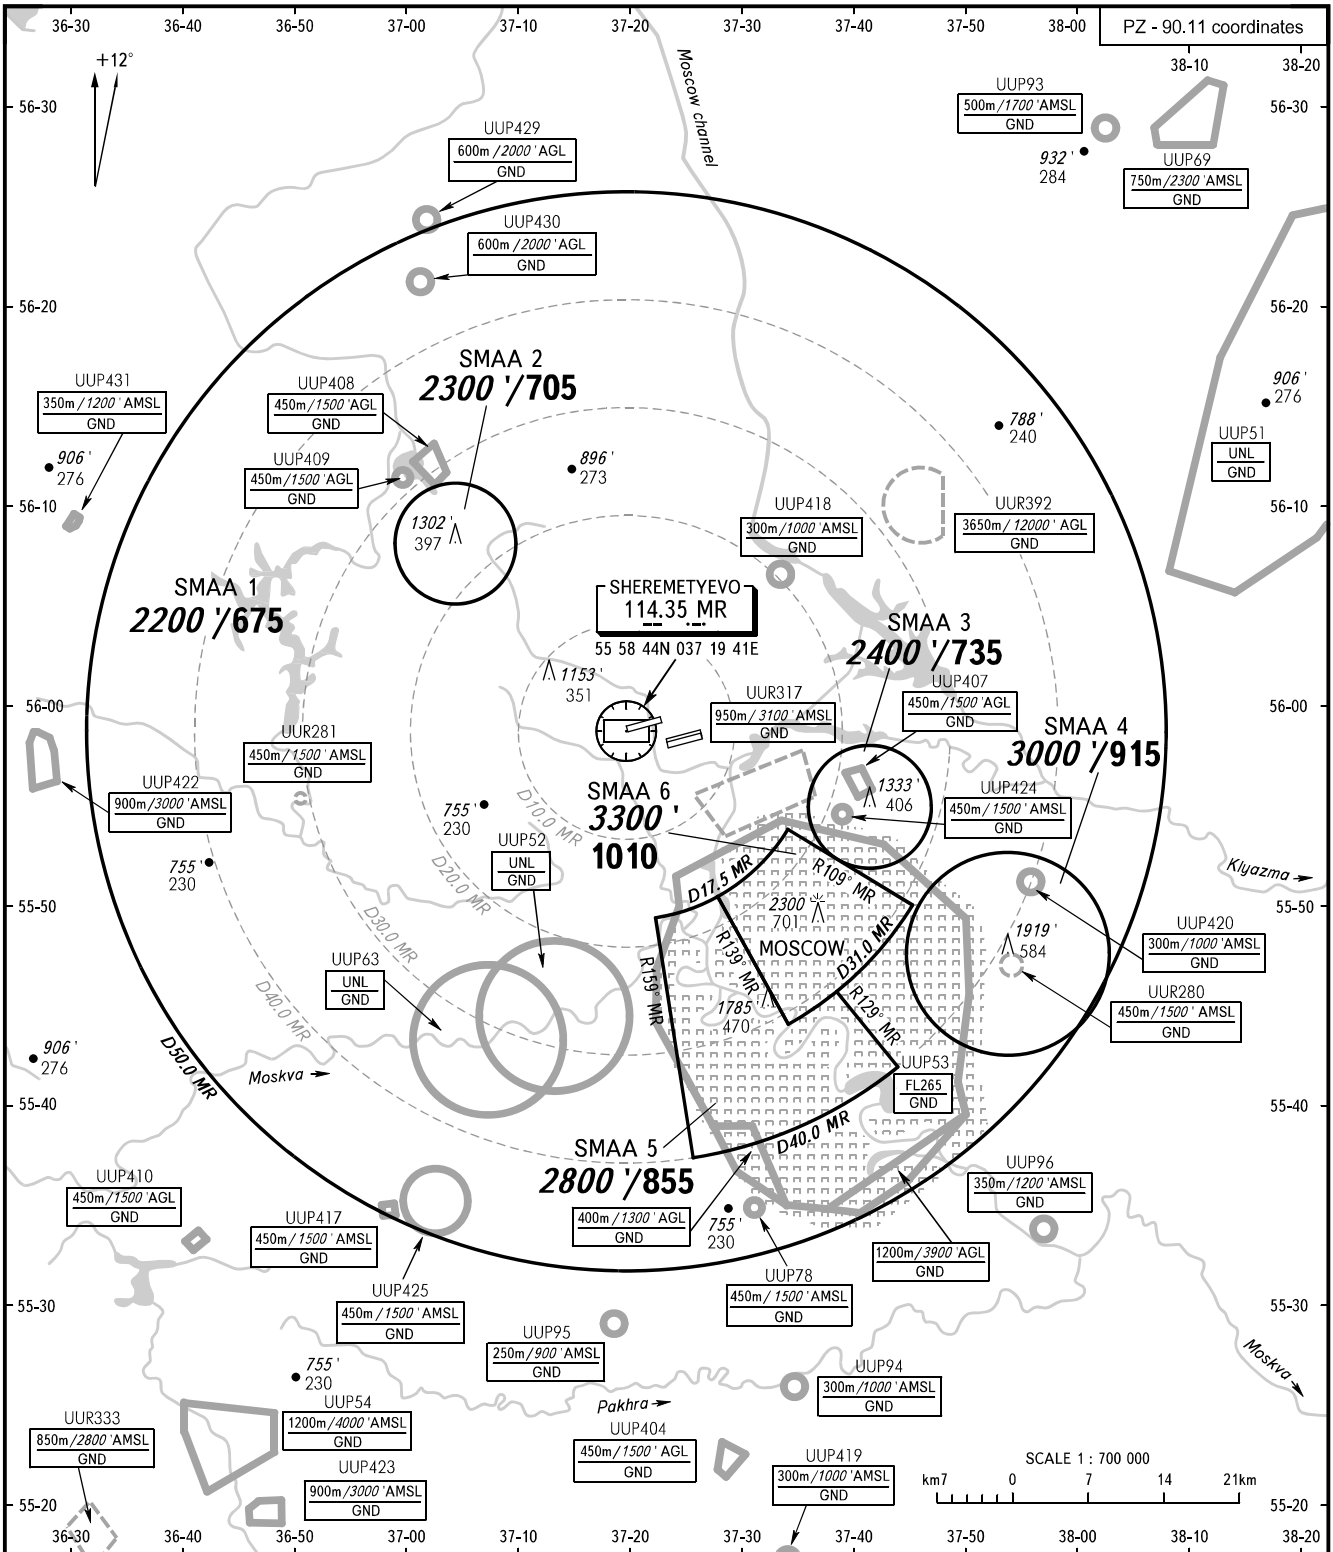 36-30 36-40 36-50 37-00 37-10 37-20 37-30 37-40 37-50 38-00
PZ - 90.11 coordinates
38-10 38-20
+12°
56-30
56-30
Moscow channel
UUP93
500m/1700 'AMSL
GND
932 '
284
UUP69
750m/2300 'AMSL
GND
UUP429
600m/2000 'AGL
GND
UUP430
600m/2000 'AGL
GND
56-20
56-20
SMAA 2
2300 '/705
UUP431
350m/1200 'AMSL
GND
UUP408
450m/1500 'AGL
GND
906 '
276
906 '
276
788 '
240
UUP51
UNL
GND
UUP409
450m/1500 'AGL
GND
896 '
273
56-10
56-10
1302 '
397
UUP418
300m/1000 'AMSL
GND
UUR392
3650m/12000 ' AGL
GND
SMAA 1
2200 '/675
SHEREMETYEVO
114.35 MR
55 58 44N 037 19 41E
SMAA 3
2400 '/735
1153 '
351
UUP407
450m/1500 'AGL
GND
UUR317
950m/3100 'AMSL
GND
56-00
56-00
SMAA 4
3000 '/915
UUR281
450m/1500 'AMSL
GND
UUP422
900m/3000 'AMSL
GND
SMAA 6
3300 '
1010
1333 '
406
UUP424
450m/1500 'AMSL
GND
755 '
230
D10.0 MR
UUP52
UNL
GND
755 '
230
D20.0 MR
D17.5 MR
R109° MR
Klyazma
D30.0 MR
55-50
55-50
2300
701
MOSCOW
R139° MR
D31.0 MR
1919 '
584
UUP420
300m/1000 'AMSL
GND
UUP63
UNL
GND
R159° MR
D40.0 MR
1785 '
470
R129° MR
UUR280
450m/1500 'AMSL
GND
906 '
276
D50.0 MR
Moskva
UUP53
FL265
GND
55-40
55-40
D40.0 MR
SMAA 5
2800 '/855
UUP410
450m/1500 'AGL
GND
UUP96
350m/1200 'AMSL
GND
UUP417
450m/1500 'AMSL
GND
400m/1300 'AGL
GND
755 '
230
1200m/3900 'AGL
GND
UUP425
450m/1500 'AMSL
GND
UUP78
450m/1500 'AMSL
GND
55-30
55-30
UUP95
250m/900 'AMSL
GND
Moskva
755 '
230
UUP94
300m/1000 'AMSL
GND
UUP54
1200m/4000 'AMSL
GND
Pakhra
UUR333
850m/2800 'AMSL
GND
UUP404
450m/1500 ' AGL
GND
UUP423
900m/3000 'AMSL
GND
UUP419
300m/1000 'AMSL
GND
SCALE 1 : 700 000
km7 0 7 14 21km
55-20
55-20
36-30 36-40 36-50 37-00 37-10 37-20 37-30 37-40 37-50 38-00 38-10 38-20